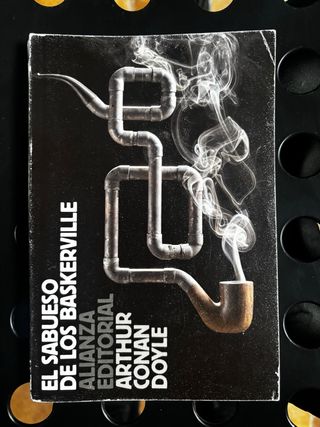 EL SABUESO
DE LOS BASKERVILLE
ALIANZA
EDITORIAL
ARTHUR
CONAN
DOYLE